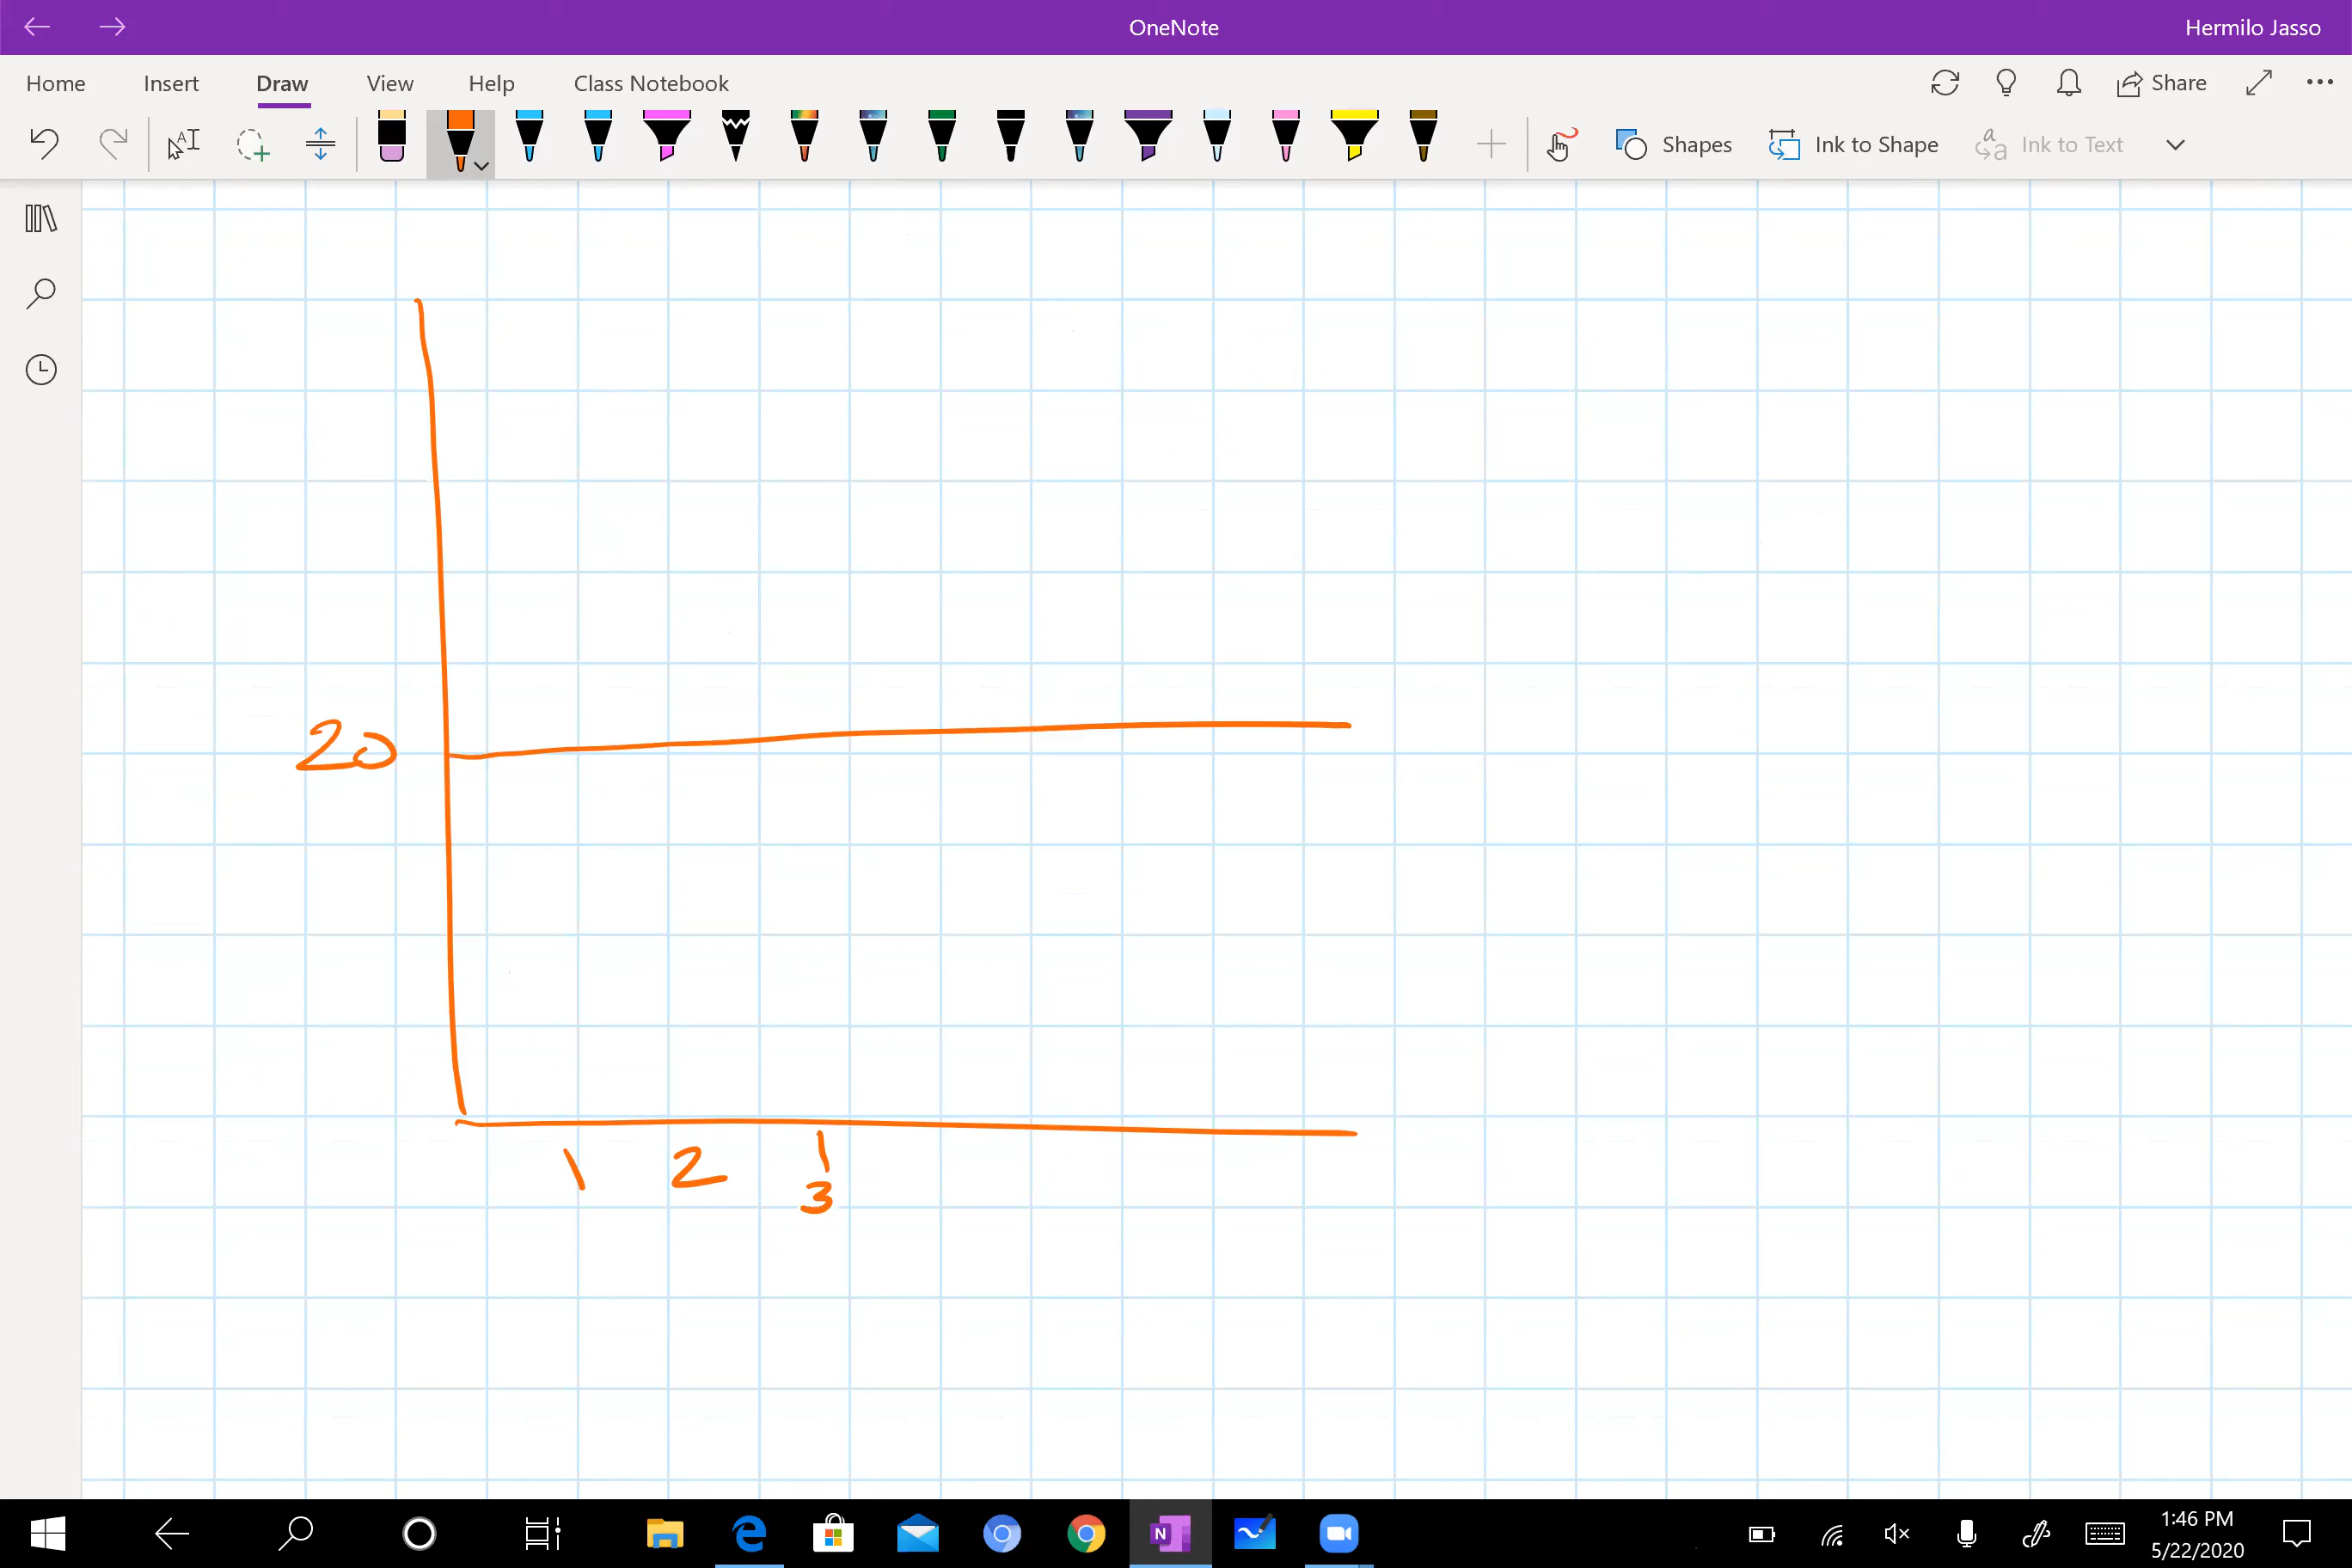 OneNote
Hermilo Jasso
Home Insert Draw View Help Class Notebook Share
Shapes Ink to Shape Ink to Text
20
1 2 3
1:46 PM
5/22/2020